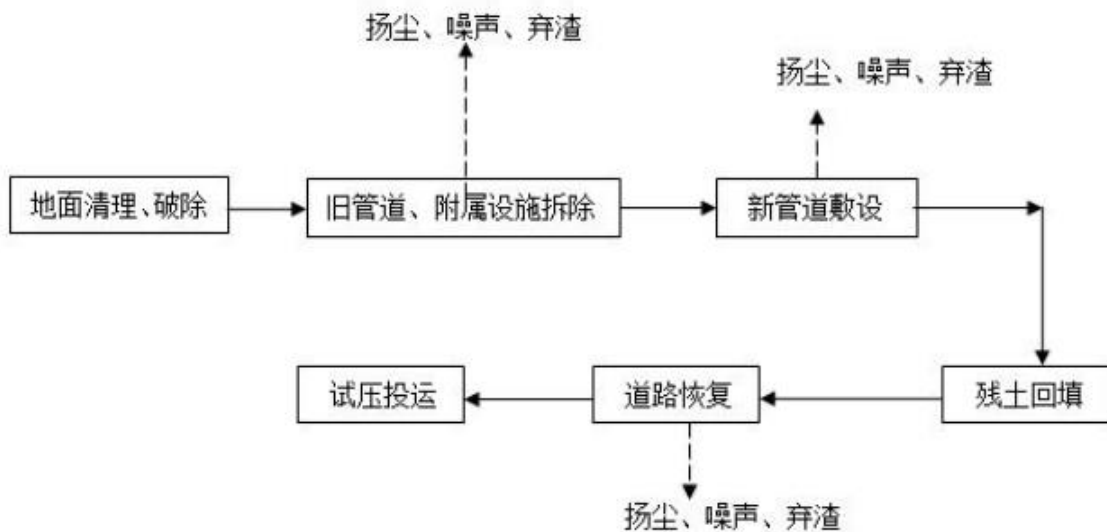 扬尘、噪声、弃渣
扬尘、噪声、弃渣
地面清理、破除
旧管道、附属设施拆除
新管道敷设
试压投运
道路恢复
残土回填
扬尘、噪声、弃渣